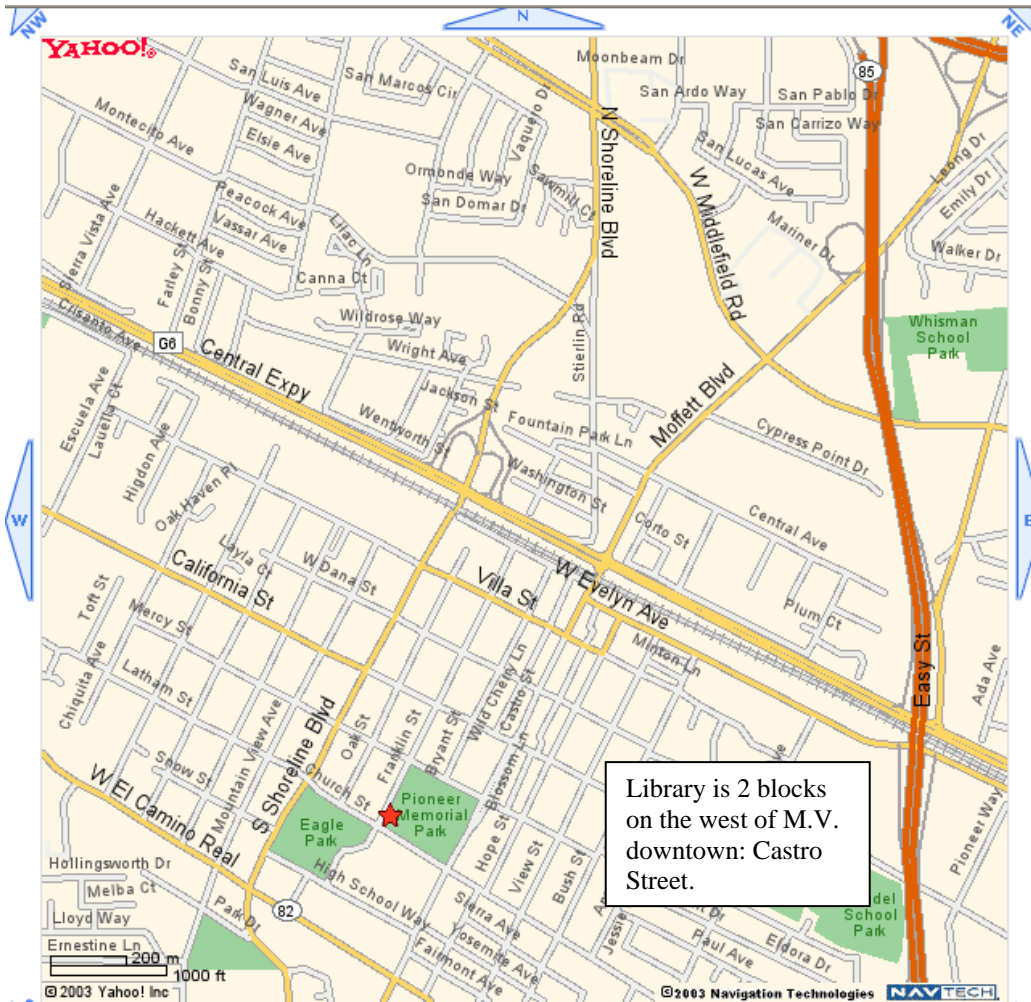 NW
N
NE
YAHOO!
Moonbeam Dr
85
San Marcos Cir
San Luis Ave
San Ardo Way
San Pablo Dr
Wagner Ave
Vaquero Dr
N Shoreline Blvd
Montecito Ave
Elsie Ave
San Carrizo Way
San Lucas Ave
Leong Dr
Ormonde Way
Sawmill Ct
W Middlefield Rd
Emily Dr
Peacock Ave
San Domar Dr
Sierra Vista Ave
Hackett Ave
Vassar Ave
Lilac Ln
Mariner Dr
Walker Dr
Farley St
Bonny St
Canna Ct
Crisanto Ave
Wildrose Way
Whisman
School
Park
G6
Central Expy
Wright Ave
Stierlin Rd
Escuela Ave
Lauella Ct
Jackson St
Moffett Blvd
Higdon Ave
Wentworth St
Fountain Park Ln
Cypress Point Dr
Oak Haven Pl
Washington St
W
E
Central Ave
Corto St
California St
Layla Ct
W Dana St
Villa St
W Evelyn Ave
Toft St
Plum Ct
Mercy St
Minton Ln
Easy St
Ada Ave
Chiquita Ave
Latham St
Wild Cherry Ln
Castro St
Mountain View Ave
S Shoreline Blvd
Oak St
Franklin St
Bryant St
Blossom Ln
Ave
Snow St
Church St
Pioneer
Memorial
Park
Library is 2 blocks
on the west of M.V.
downtown: Castro
Street.
W El Camino Real
Eagle
Park
Hope St
View St
Bush St
Pioneer Way
Hollingsworth Dr
High School Way
Melba Ct
82
Sierra Ave
Jessie
School
Park
Lloyd Way
Park Dr
Yosemite Ave
Eldora Dr
Ernestine Ln
Fairmont Ave
Paul Ave
200 m
1000 ft
©2003 Yahoo! Inc
©2003 Navigation Technologies
NAVTECH